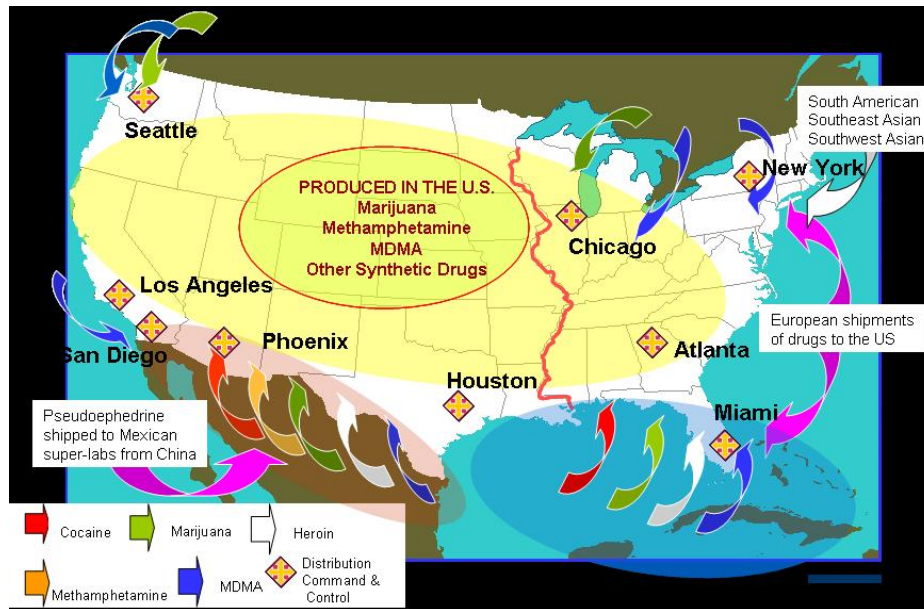 Seattle
South American
Southeast Asian
Southwest Asian
New York
PRODUCED IN THE U.S.
Marijuana
Methamphetamine
MDMA
Other Synthetic Drugs
Chicago
Los Angeles
San Diego
Phoenix
Houston
Atlanta
European shipments
of drugs to the US
Miami
Pseudoephedrine
shipped to Mexican
super-labs from China
Cocaine
Marijuana
Heroin
Methamphetamine
MDMA
Distribution
Command &
Control